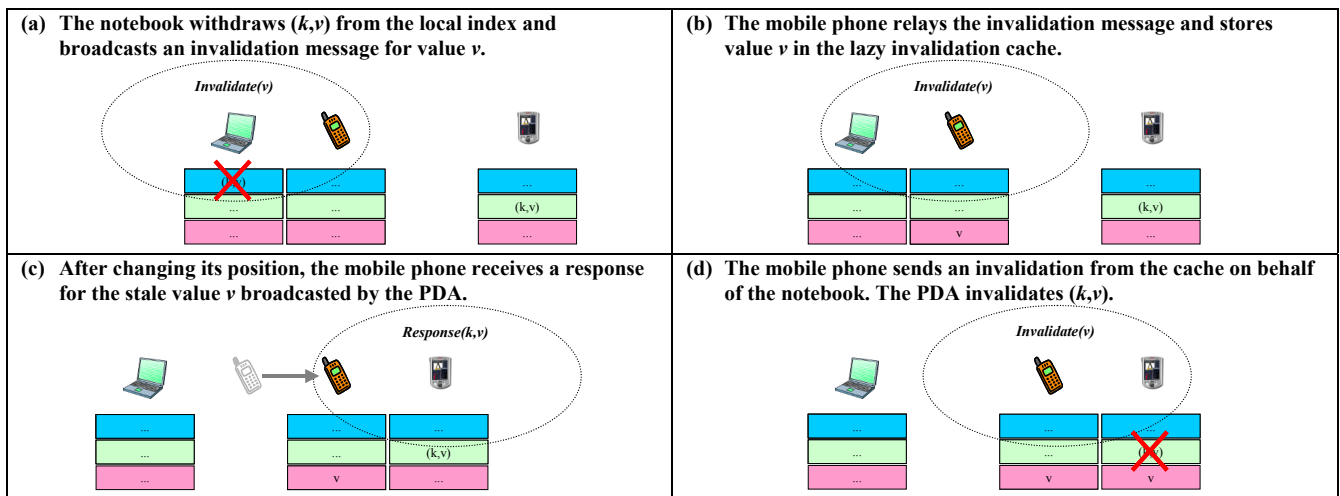 (a) The notebook withdraws (k,v) from the local index and
broadcasts an invalidation message for value v.
Invalidate(v)
(k,v) ... ...
... ... (k,v)
... ... ...
(b) The mobile phone relays the invalidation message and stores
value v in the lazy invalidation cache.
Invalidate(v)
... ... ...
... ... (k,v)
... v ...
(c) After changing its position, the mobile phone receives a response
for the stale value v broadcasted by the PDA.
Response(k,v)
... ... ...
... ... (k,v)
... v ...
(d) The mobile phone sends an invalidation from the cache on behalf
of the notebook. The PDA invalidates (k,v).
Invalidate(v)
... ... ...
... ... (k,v)
... v v